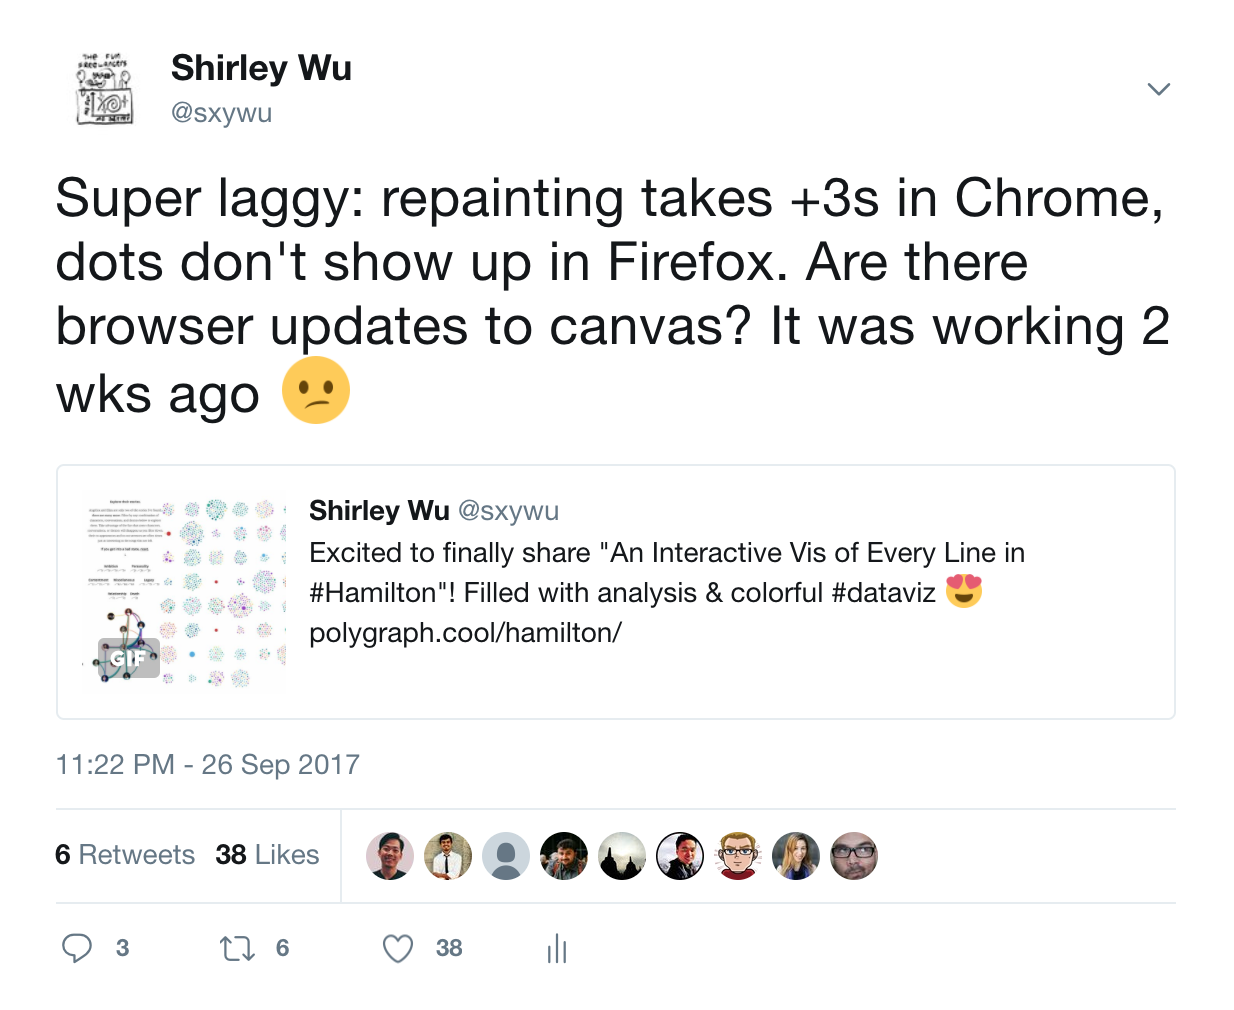 THE FUN
FREELANCERS
Shirley Wu
@sxywu
Super laggy: repainting takes +3s in Chrome,
dots don't show up in Firefox. Are there
browser updates to canvas? It was working 2
wks ago 😕
Shirley Wu @sxywu
Excited to finally share "An Interactive Vis of Every Line in
#Hamilton"! Filled with analysis & colorful #dataviz 😍
polygraph.cool/hamilton/
GIF
11:22 PM - 26 Sep 2017
6 Retweets 38 Likes
3 6 38